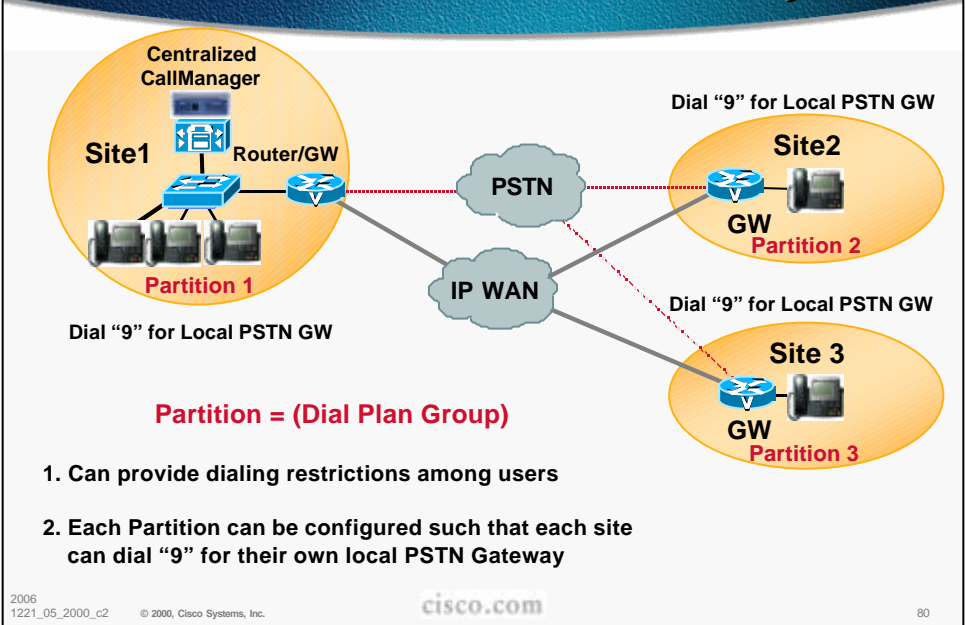 Centralized
CallManager
Site1
Router/GW
V
Partition 1
Dial “9” for Local PSTN GW
PSTN
IP WAN
Dial “9” for Local PSTN GW
Site2
V
GW
Partition 2
Dial “9” for Local PSTN GW
Site 3
V
GW
Partition 3
Partition = (Dial Plan Group)
1. Can provide dialing restrictions among users
2. Each Partition can be configured such that each site
can dial “9” for their own local PSTN Gateway
2006
1221_05_2000_c2 © 2000, Cisco Systems, Inc.
cisco.com
80